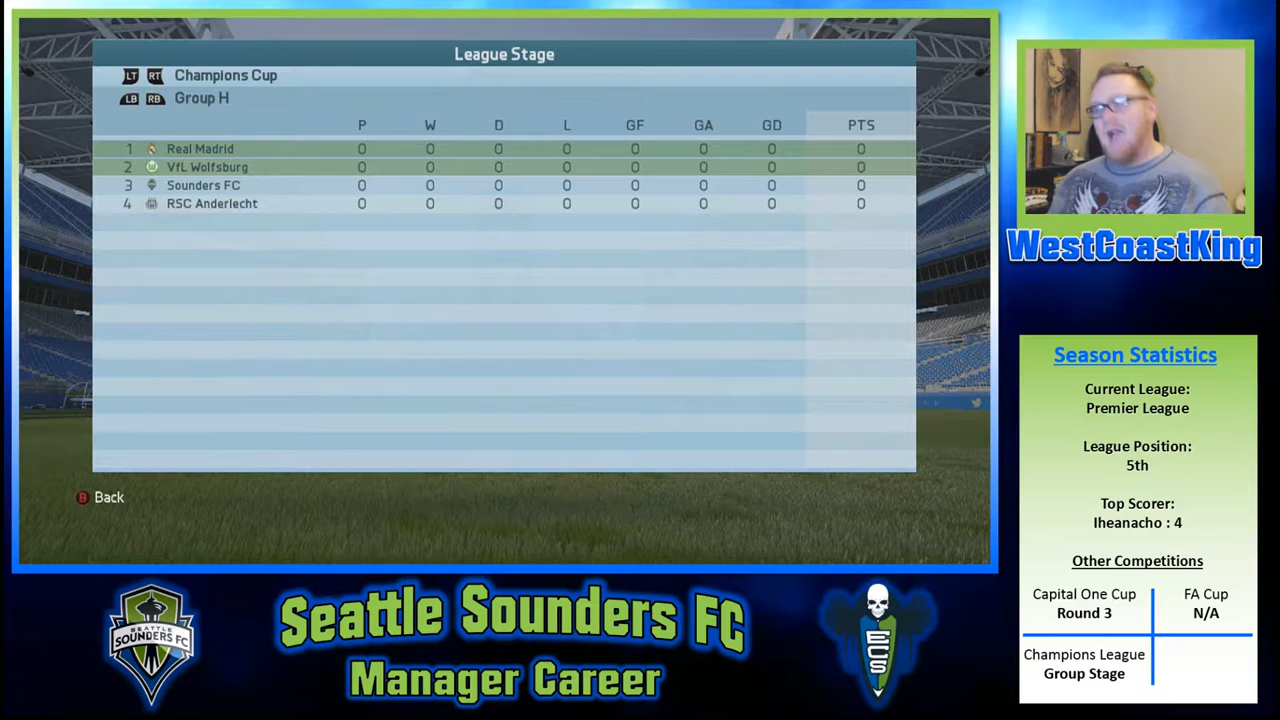 League Stage
LT RT Champions Cup
LB RB Group H
P W D L GF GA GD PTS
1 Real Madrid 0 0 0 0 0 0 0 0
2 VfL Wolfsburg 0 0 0 0 0 0 0 0
3 Sounders FC 0 0 0 0 0 0 0 0
4 RSC Anderlecht 0 0 0 0 0 0 0 0
B Back
WestCoastKing
Season Statistics
Current League:
Premier League
League Position:
5th
Top Scorer:
Iheanacho : 4
Other Competitions
Capital One Cup
Round 3
FA Cup
N/A
Champions League
Group Stage
SEATTLE
SOUNDERS FC
Seattle Sounders FC
Manager Career
ECS